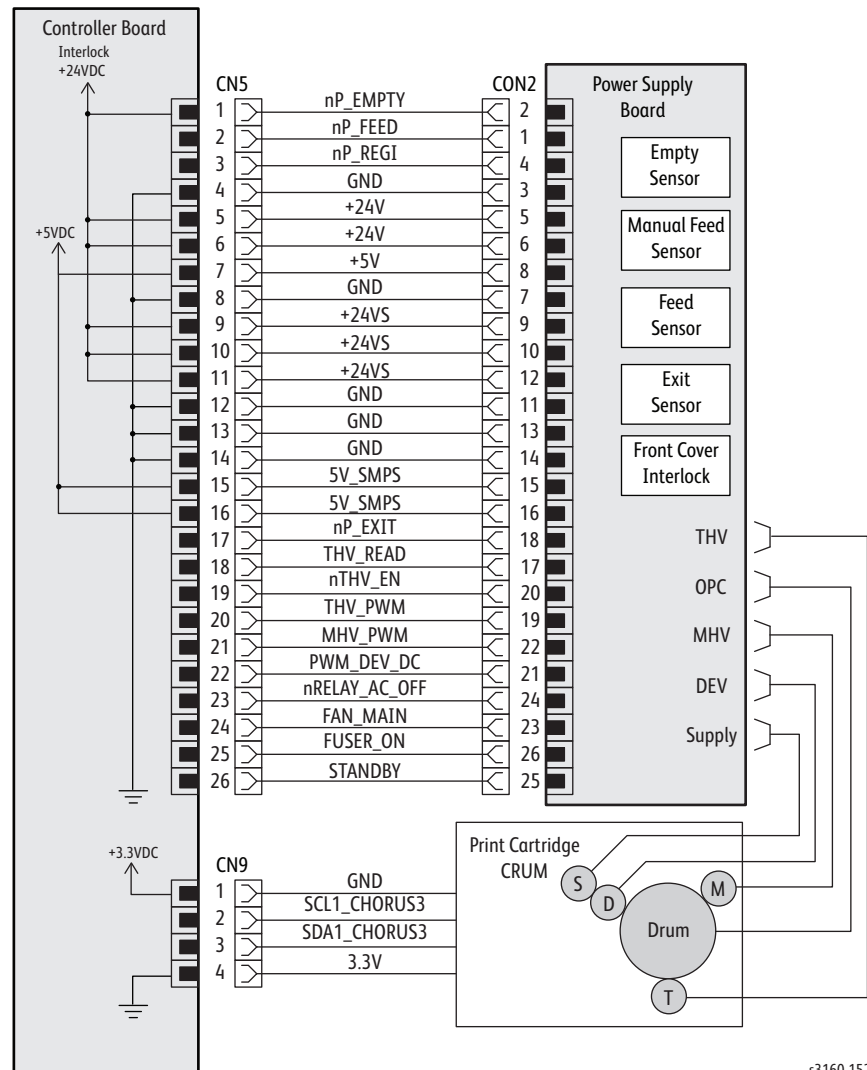 Controller Board
Interlock
+24VDC
+5VDC
CN5
CON2
1 nP_EMPTY 2
2 nP_FEED 1
3 nP_REGI 4
4 GND 3
5 +24V 5
6 +24V 6
7 +5V 8
8 GND 7
9 +24VS 9
10 +24VS 10
11 +24VS 12
12 GND 11
13 GND 13
14 GND 14
15 5V_SMPS 15
16 5V_SMPS 16
17 nP_EXIT 18
18 THV_READ 17
19 nTHV_EN 20
20 THV_PWM 19
21 MHV_PWM 22
22 PWM_DEV_DC 21
23 nRELAY_AC_OFF 24
24 FAN_MAIN 23
25 FUSER_ON 26
26 STANDBY 25
Power Supply
Board
Empty
Sensor
Manual Feed
Sensor
Feed
Sensor
Exit
Sensor
Front Cover
Interlock
THV
OPC
MHV
DEV
Supply
+3.3VDC
CN9
1 GND
2 SCL1_CHORUS3
3 SDA1_CHORUS3
4 3.3V
Print Cartridge
CRUM
S
D
M
Drum
T